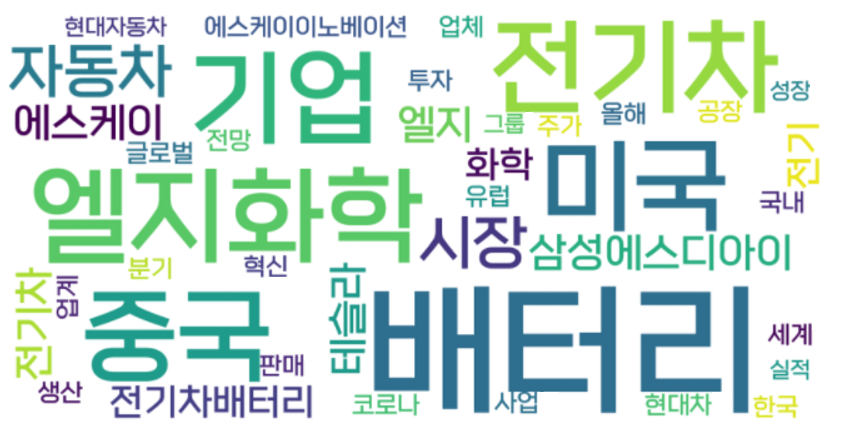 현대자동차 에스케이이노베이션 업체 전기차
자동차 기업 투자 성장
에스케이 전망 엘지 그룹 주가 올해 공장
글로벌 화학 미국 전기
엘지화학 유럽 국내
시장 삼성에스디아이
분기 혁신
전기차 업계 중국 테슬라 배터리
판매 세계
생산 실적
전기차배터리 코로나 사업 현대차 한국